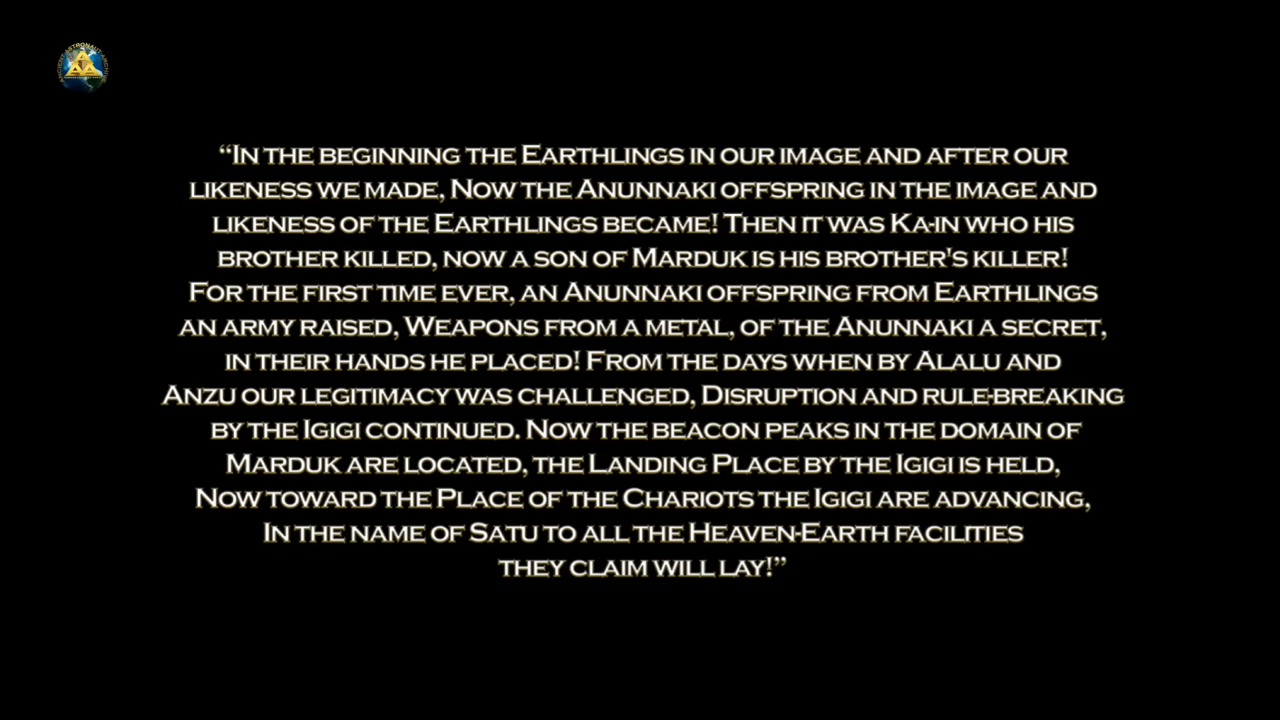 ANCIENT ASTRONAUT ARCHIVE
“In the beginning the Earthlings in our image and after our
likeness we made, Now the Anunnaki offspring in the image and
likeness of the Earthlings became! Then it was Ka-in who his
brother killed, now a son of Marduk is his brother's killer!
For the first time ever, an Anunnaki offspring from Earthlings
an army raised, Weapons from a metal, of the Anunnaki a secret,
in their hands he placed! From the days when by Alalu and
Anzu our legitimacy was challenged, Disruption and rule-breaking
by the Igigi continued. Now the beacon peaks in the domain of
Marduk are located, the Landing Place by the Igigi is held,
Now toward the Place of the Chariots the Igigi are advancing,
In the name of Satu to all the Heaven-Earth facilities
they claim will lay!”